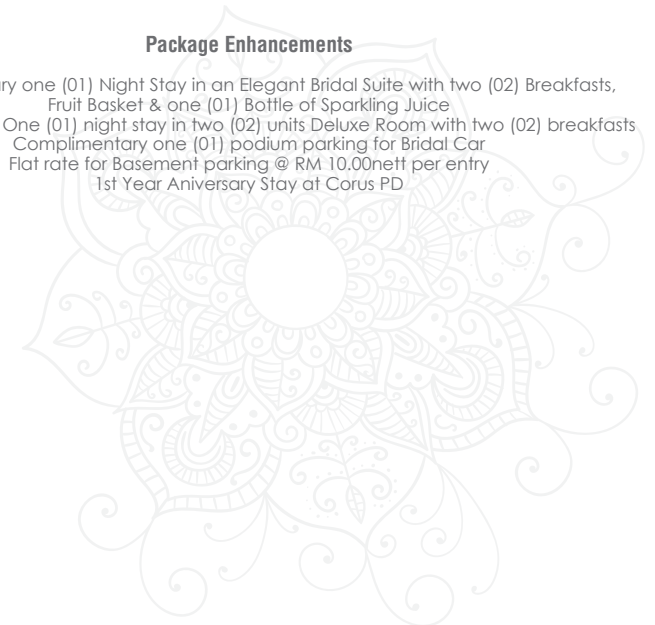 Package Enhancements
ry one (01) Night Stay in an Elegant Bridal Suite with two (02) Breakfasts,
Fruit Basket & one (01) Bottle of Sparkling Juice
One (01) night stay in two (02) units Deluxe Room with two (02) breakfasts
Complimentary one (01) podium parking for Bridal Car
Flat rate for Basement parking @ RM 10.00nett per entry
1st Year Aniversary Stay at Corus PD